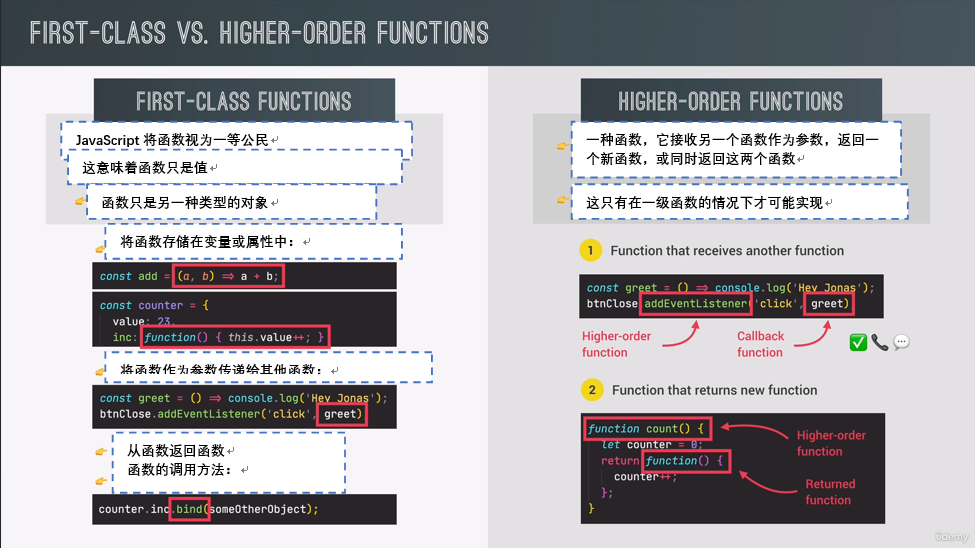 FIRST-CLASS VS. HIGHER-ORDER FUNCTIONS
FIRST-CLASS FUNCTIONS
JavaScript 将函数视为一等公民
这意味着函数只是值
函数只是另一种类型的对象
将函数存储在变量或属性中：
const add = (a, b) => a + b;
const counter = {
value: 23,
inc: function() { this.value++; }
将函数作为参数传递给其他函数：
const greet = () => console.log('Hey Jonas');
btnClose.addEventListener('click', greet)
从函数返回函数
函数的调用方法：
counter.inc.bind(someOtherObject);
HIGHER-ORDER FUNCTIONS
一种函数，它接收另一个函数作为参数，返回一
个新函数，或同时返回这两个函数
这只有在一级函数的情况下才可能实现
1 Function that receives another function
const greet = () => console.log('Hey Jonas');
btnClose.addEventListener('click', greet)
Higher-order
function
Callback
function
2 Function that returns new function
function count() {
let counter = 0;
return function() {
counter++;
};
}
Higher-order
function
Returned
function
ûdemy